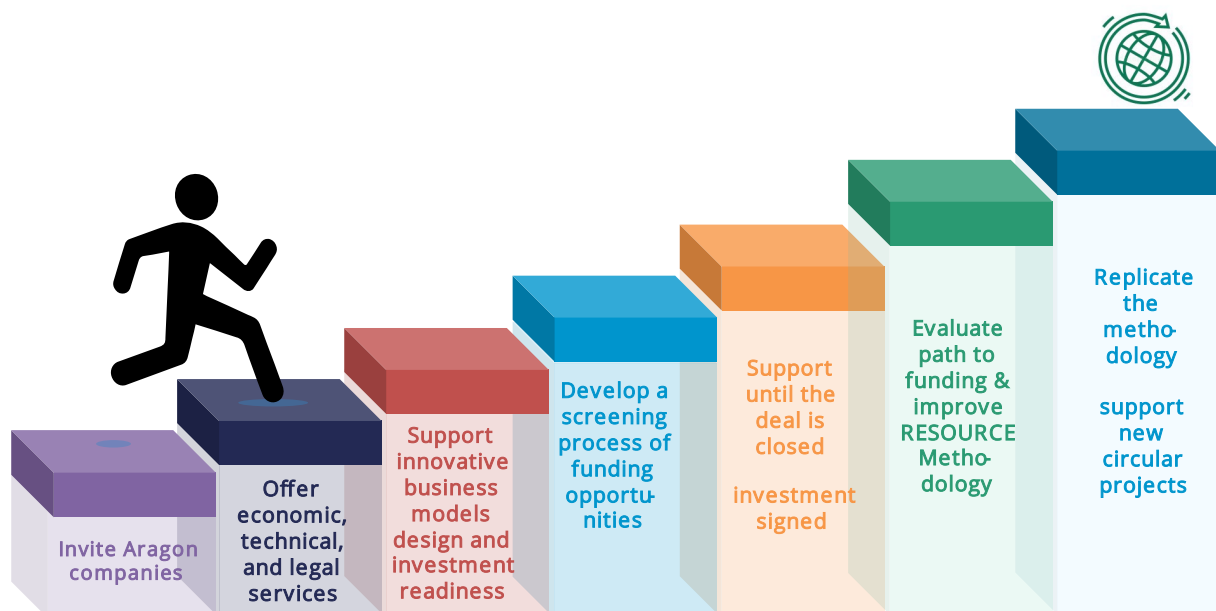 Invite Aragon
companies
Offer
economic,
technical,
and legal
services
Support
innovative
business
models
design and
investment
readiness
Develop a
screening
process of
funding
opportu-
nities
Support
until the
deal is
closed
investment
signed
Evaluate
path to
funding &
improve
RESOURCE
Metho-
dology
Replicate
the
metho-
dology
support
new
circular
projects